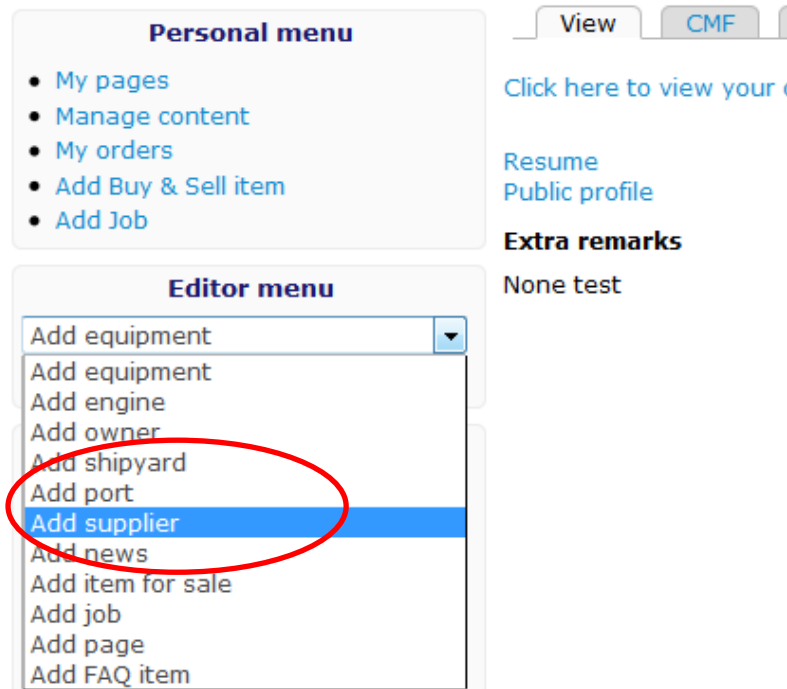 Personal menu
My pages
Manage content
My orders
Add Buy & Sell item
Add Job
Editor menu
Add equipment
Add equipment
Add engine
Add owner
Add shipyard
Add port
Add supplier
Add news
Add item for sale
Add job
Add page
Add FAQ item
View
CMF
Click here to view your
Resume
Public profile
Extra remarks
None test